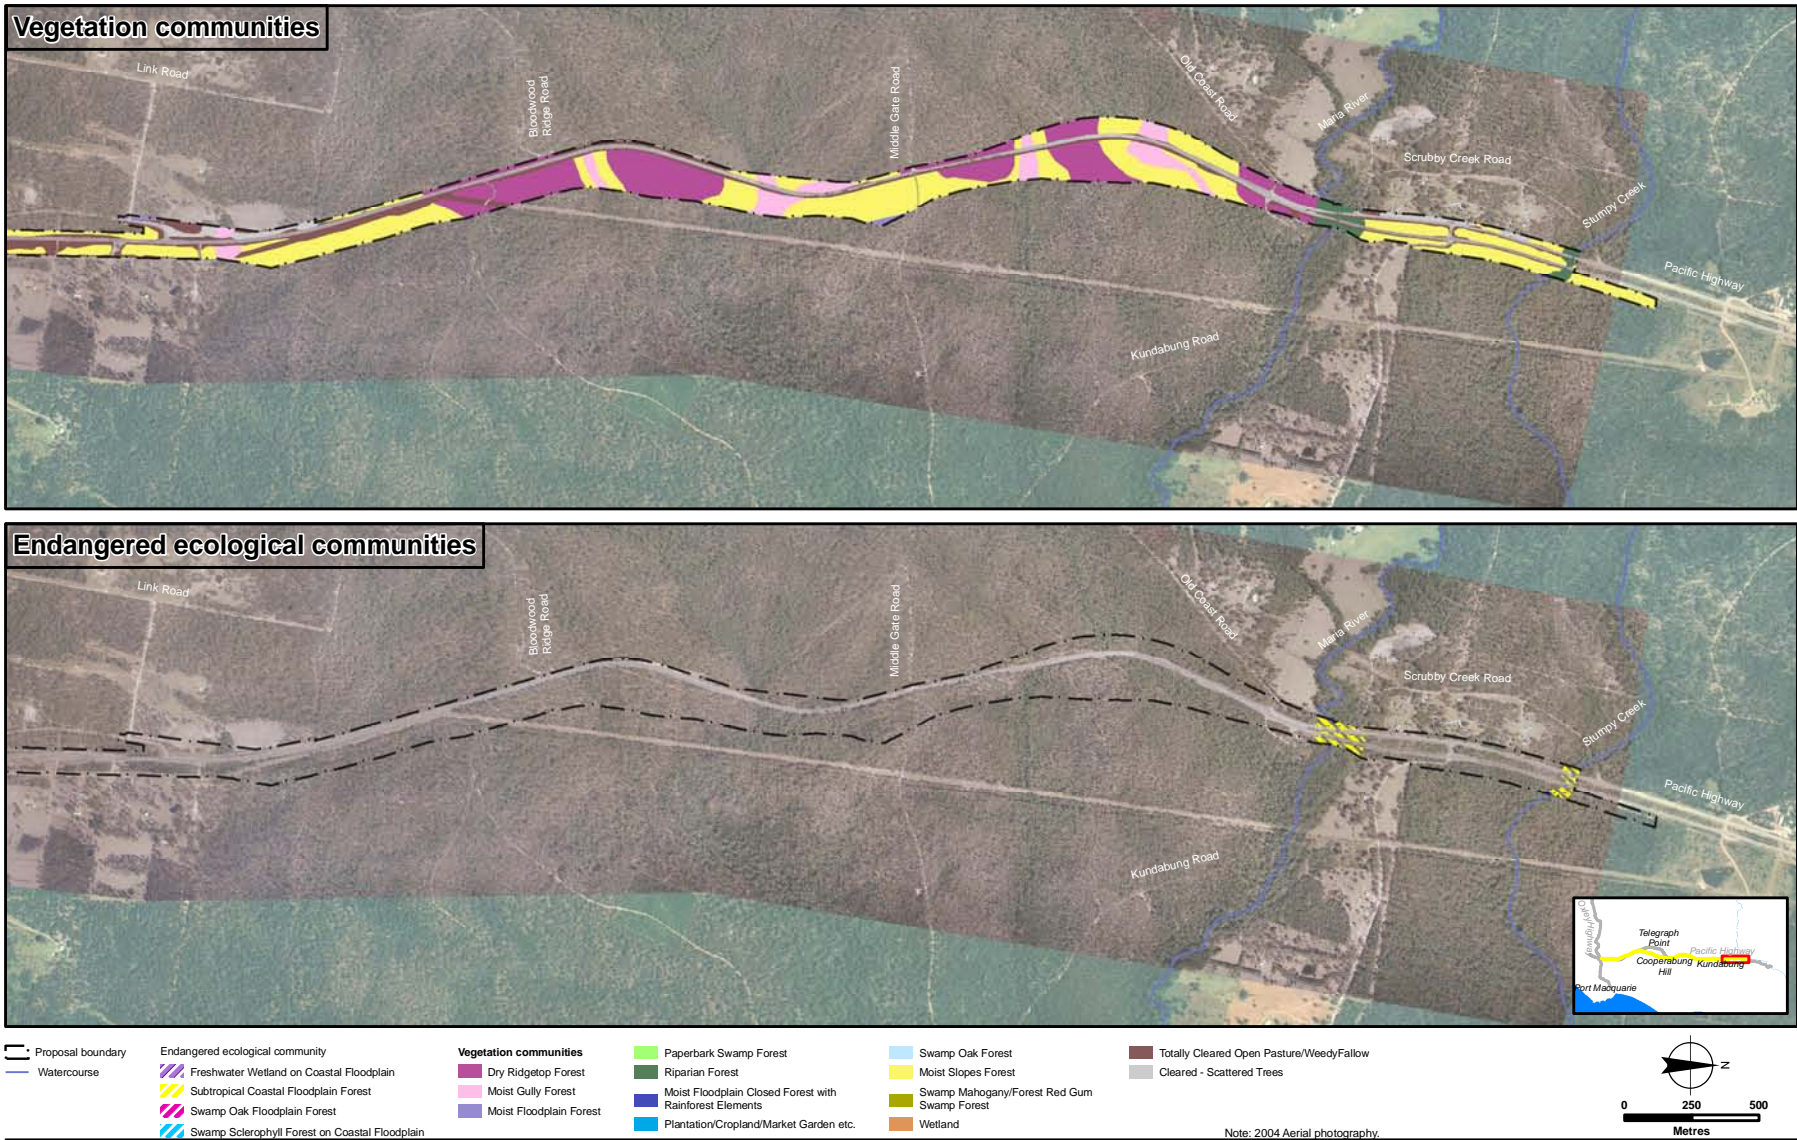 Vegetation communities
Link Road
Bloodwood
Ridge Road
Middle Gate Road
Old Coast Road
Maria River
Scrubby Creek Road
Stumpy Creek
Pacific Highway
Kundabung Road
Endangered ecological communities
Link Road
Bloodwood
Ridge Road
Middle Gate Road
Old Coast Road
Maria River
Scrubby Creek Road
Stumpy Creek
Pacific Highway
Kundabung Road
Oxley Highway
Telegraph
Point
Pacific Highway
Cooperabung
Hill
Kundabung
Port Macquarie
Proposal boundary
Watercourse
Endangered ecological community
Freshwater Wetland on Coastal Floodplain
Subtropical Coastal Floodplain Forest
Swamp Oak Floodplain Forest
Swamp Sclerophyll Forest on Coastal Floodplain
Vegetation communities
Dry Ridgetop Forest
Moist Gully Forest
Moist Floodplain Forest
Paperbark Swamp Forest
Riparian Forest
Moist Floodplain Closed Forest with
Rainforest Elements
Plantation/Cropland/Market Garden etc.
Swamp Oak Forest
Moist Slopes Forest
Swamp Mahogany/Forest Red Gum
Swamp Forest
Wetland
Totally Cleared Open Pasture/WeedyFallow
Cleared - Scattered Trees
Note: 2004 Aerial photography.
N
0 250 500
Metres